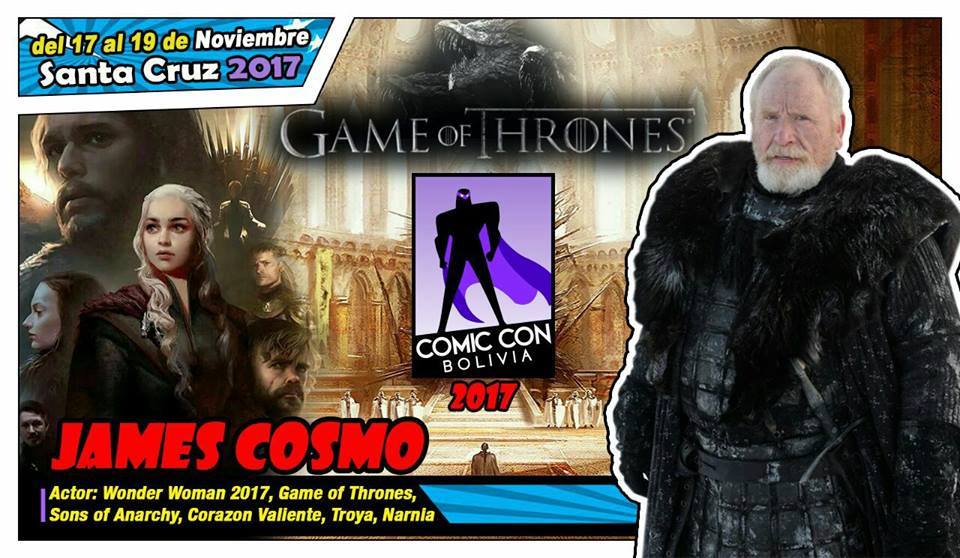 del 17 al 19 de Noviembre
Santa Cruz 2017
GAME OF THRONES
COMIC CON
BOLIVIA
2017
JAMES COSMO
Actor: Wonder Woman 2017, Game of Thrones,
Sons of Anarchy, Corazon Valiente, Troya, Narnia